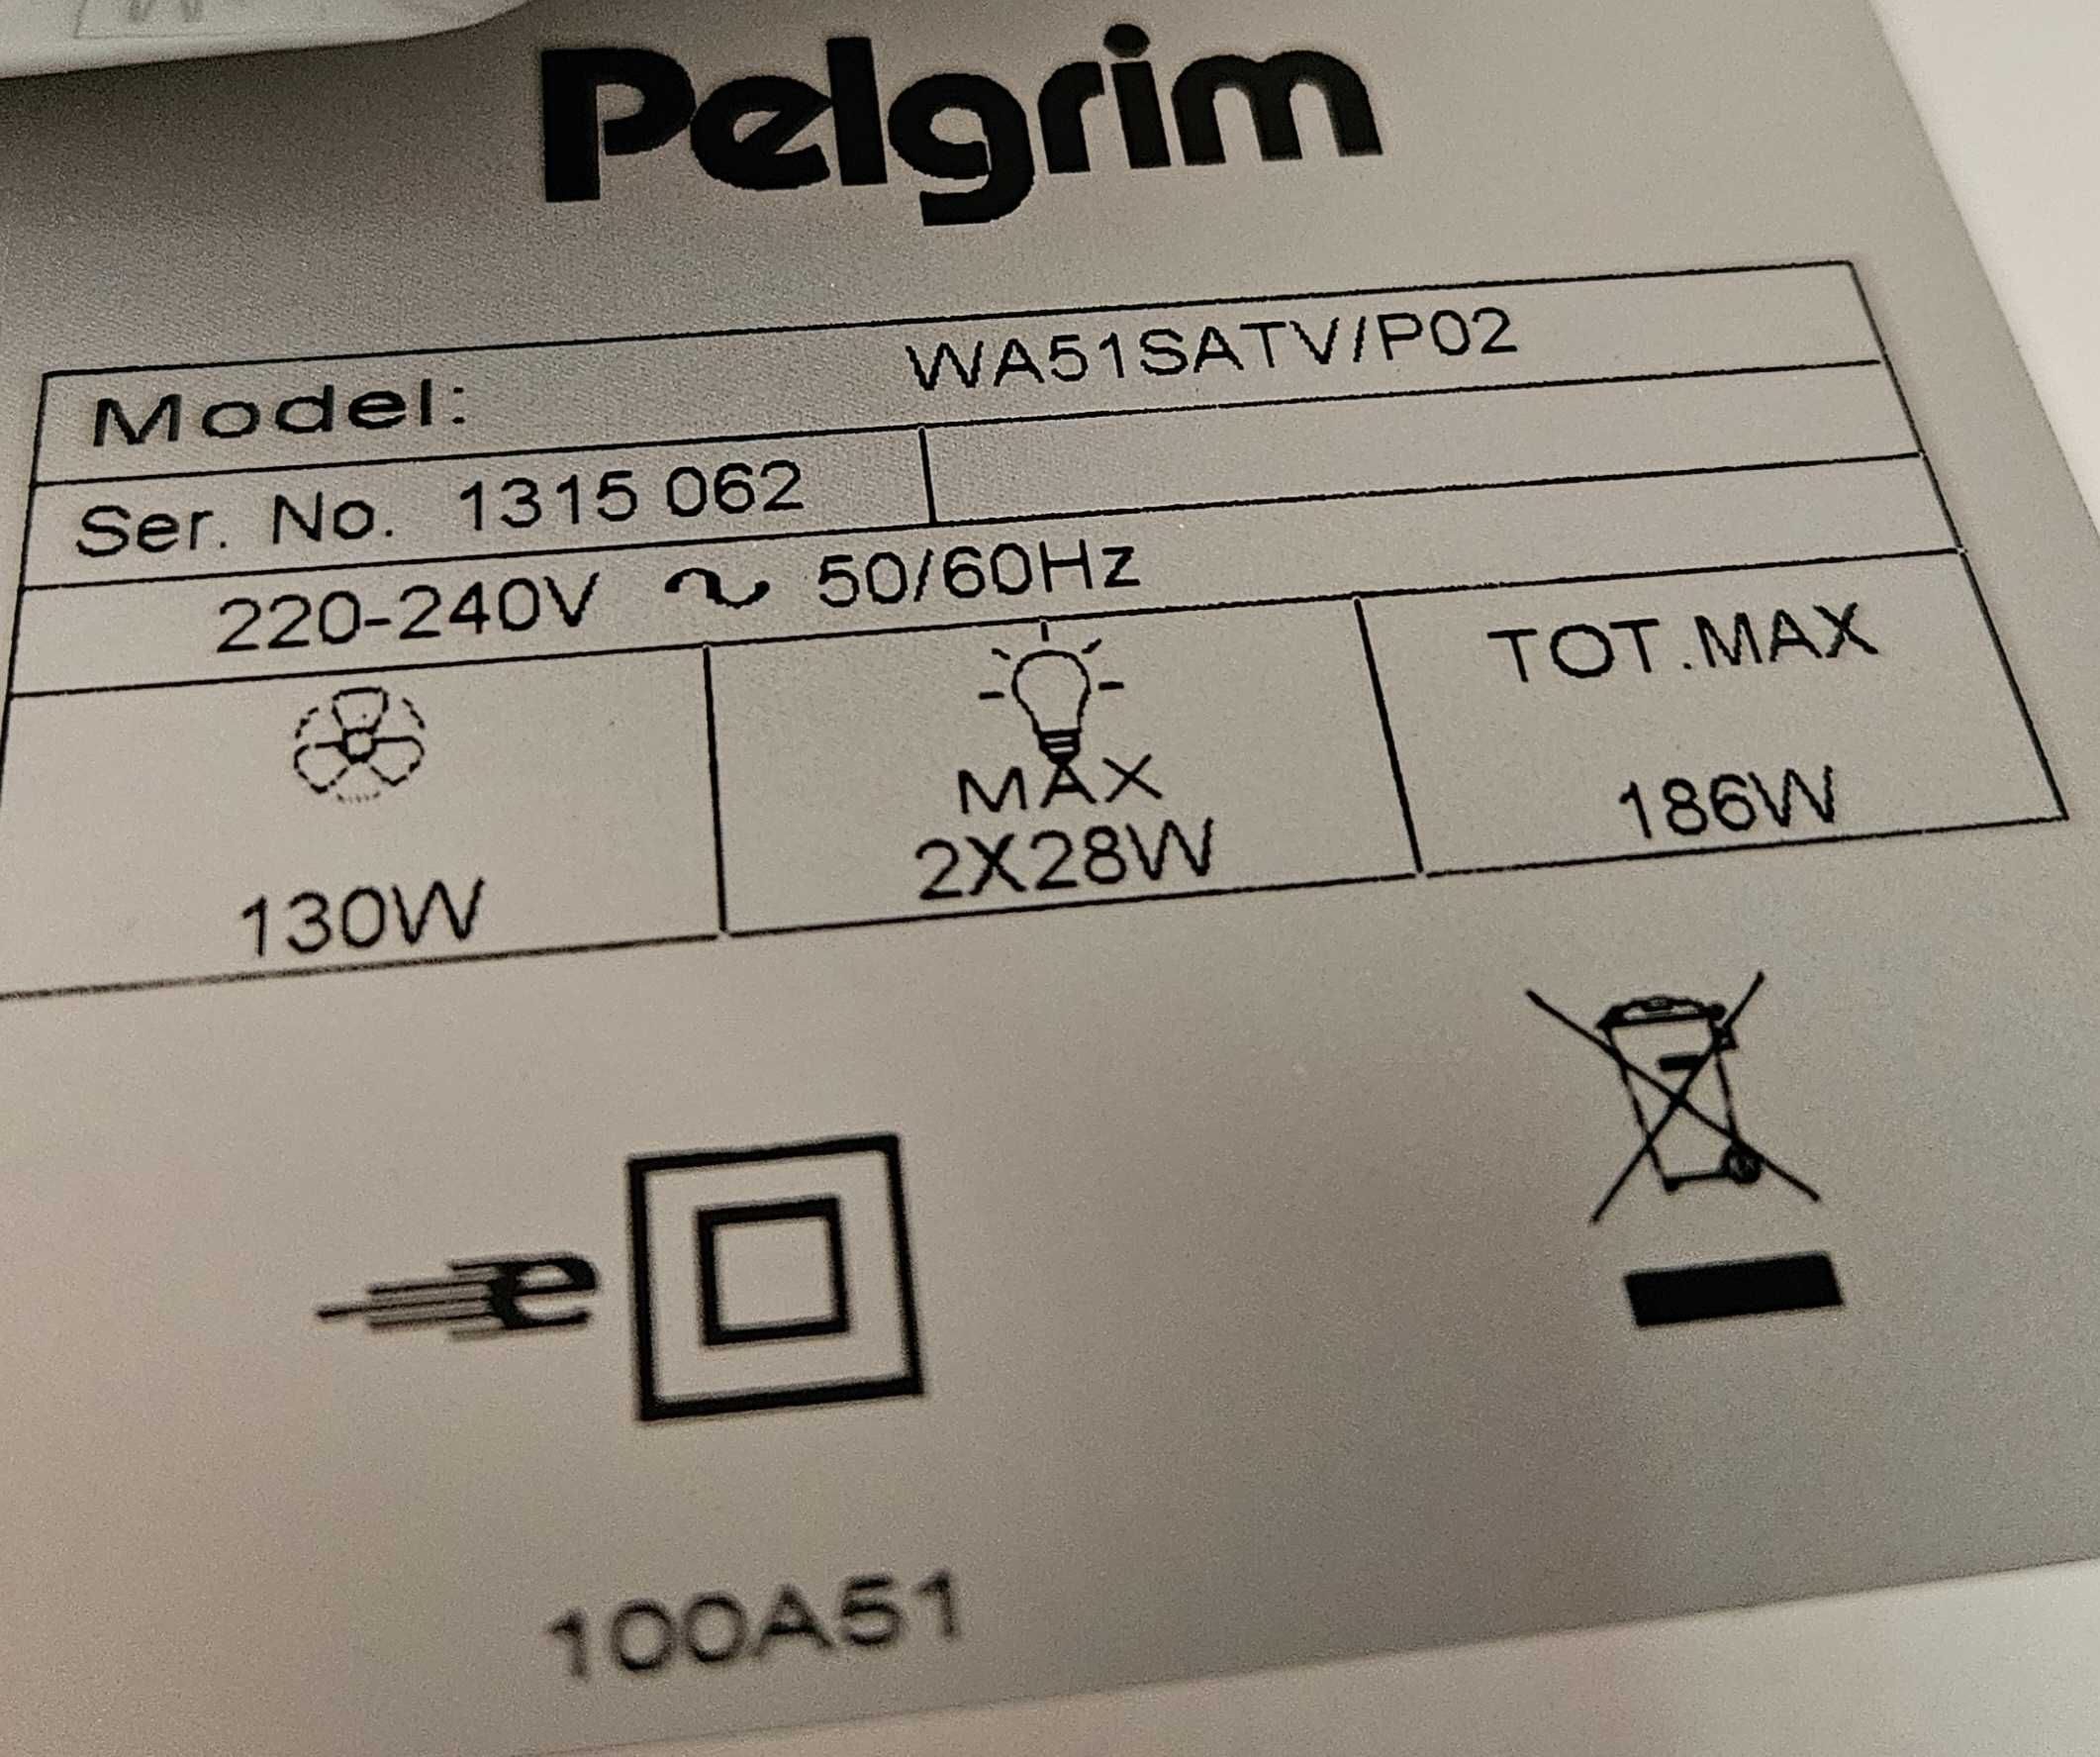 Pelgrim
Model: WA51SATV/P02
Ser. No. 1315 062
220-240V ~ 50/60Hz
TOT.MAX
MAX
130W 2X28W 186W
e
100A51